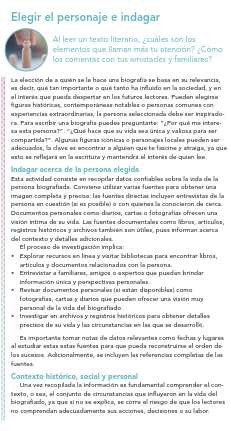 Elegir el personaje e indagar
Al leer un texto literario, ¿cuáles son los
elementos que llaman más tu atención? ¿Cómo
los comentas con tus amistades y familiares?
La elección de a quién se le hace una biografía se basa en su relevancia,
es decir, qué tan importante o qué tanto ha influido en la sociedad, y en
el interés que pueda despertar en los futuros lectores. Pueden elegirse
figuras históricas, contemporáneas notables o personas comunes con
experiencias extraordinarias; la persona seleccionada debe ser inspirado-
ra. Para escribir una biografía puedes preguntarte: "¿Por qué me intere-
sa esta persona?". "¿Qué hace que su vida sea única y valiosa para ser
compartida?". Algunas figuras icónicas o personajes locales pueden ser
adecuados, la clave es encontrar a alguien que te fascine y atraiga, ya que
esto se reflejará en la escritura y mantendrá el interés de quien lee.
Indagar acerca de la persona elegida
Esta actividad consiste en recopilar datos confiables sobre la vida de la
persona biografiada. Conviene utilizar varias fuentes para obtener una
imagen completa y precisa: las fuentes directas incluyen entrevistas de la
persona en cuestión (si es posible) o con quienes la conocieron de cerca.
Documentos personales como diarios, cartas o fotografías ofrecen una
visión íntima de su vida. Las fuentes documentales como libros, artículos,
registros históricos y archivos también son útiles, pues informan acerca
del contexto y detalles adicionales.
El proceso de investigación implica:
• Explorar recursos en línea y visitar bibliotecas para encontrar libros,
artículos y documentos relacionados con la persona.
• Entrevistar a familiares, amigos o expertos que puedan brindar
información única y perspectivas personales.
• Revisar documentos personales (si están disponibles) como
fotografías, cartas y diarios que pueden ofrecer una visión muy
personal de la vida del biografiado.
• Investigar en archivos y registros históricos para obtener detalles
precisos de su vida y las circunstancias en las que se desarrolló.
Es importante tomar notas de datos relevantes como fechas y lugares
al estudiar estas estas fuentes para que pueda reconstruirse el orden de
los sucesos. Adicionalmente, se incluyen las referencias completas de las
fuentes.
Contexto histórico, social y personal
Una vez recopilada la información es fundamental comprender el con-
texto, o sea, el conjunto de circunstancias que influyeron en la vida del
biografiado, ya que si no se explica, se corre el riesgo de que los lectores
no comprendan adecuadamente sus acciones, decisiones o su labor.